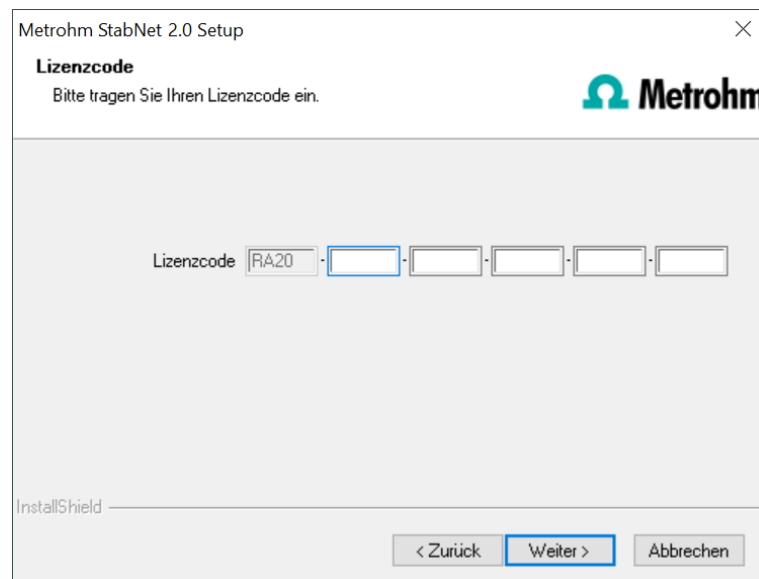 Metrohm StabNet 2.0 Setup
Lizenzcode
Bitte tragen Sie Ihren Lizenzcode ein.
Metrohm
Lizenzcode RA20 - - - - -
InstallShield
< Zurück Weiter > Abbrechen